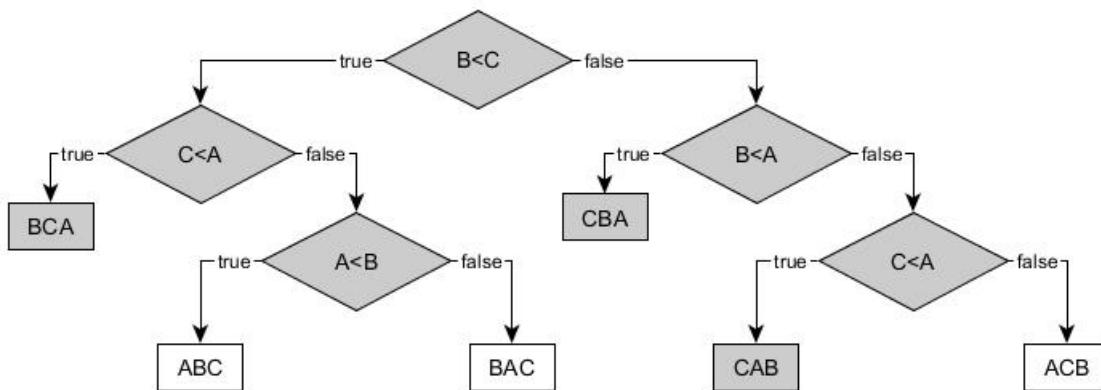 B<C
true
false
C<A
B<A
true
false
true
false
BCA
CBA
A<B
C<A
true
false
true
false
ABC
BAC
CAB
ACB